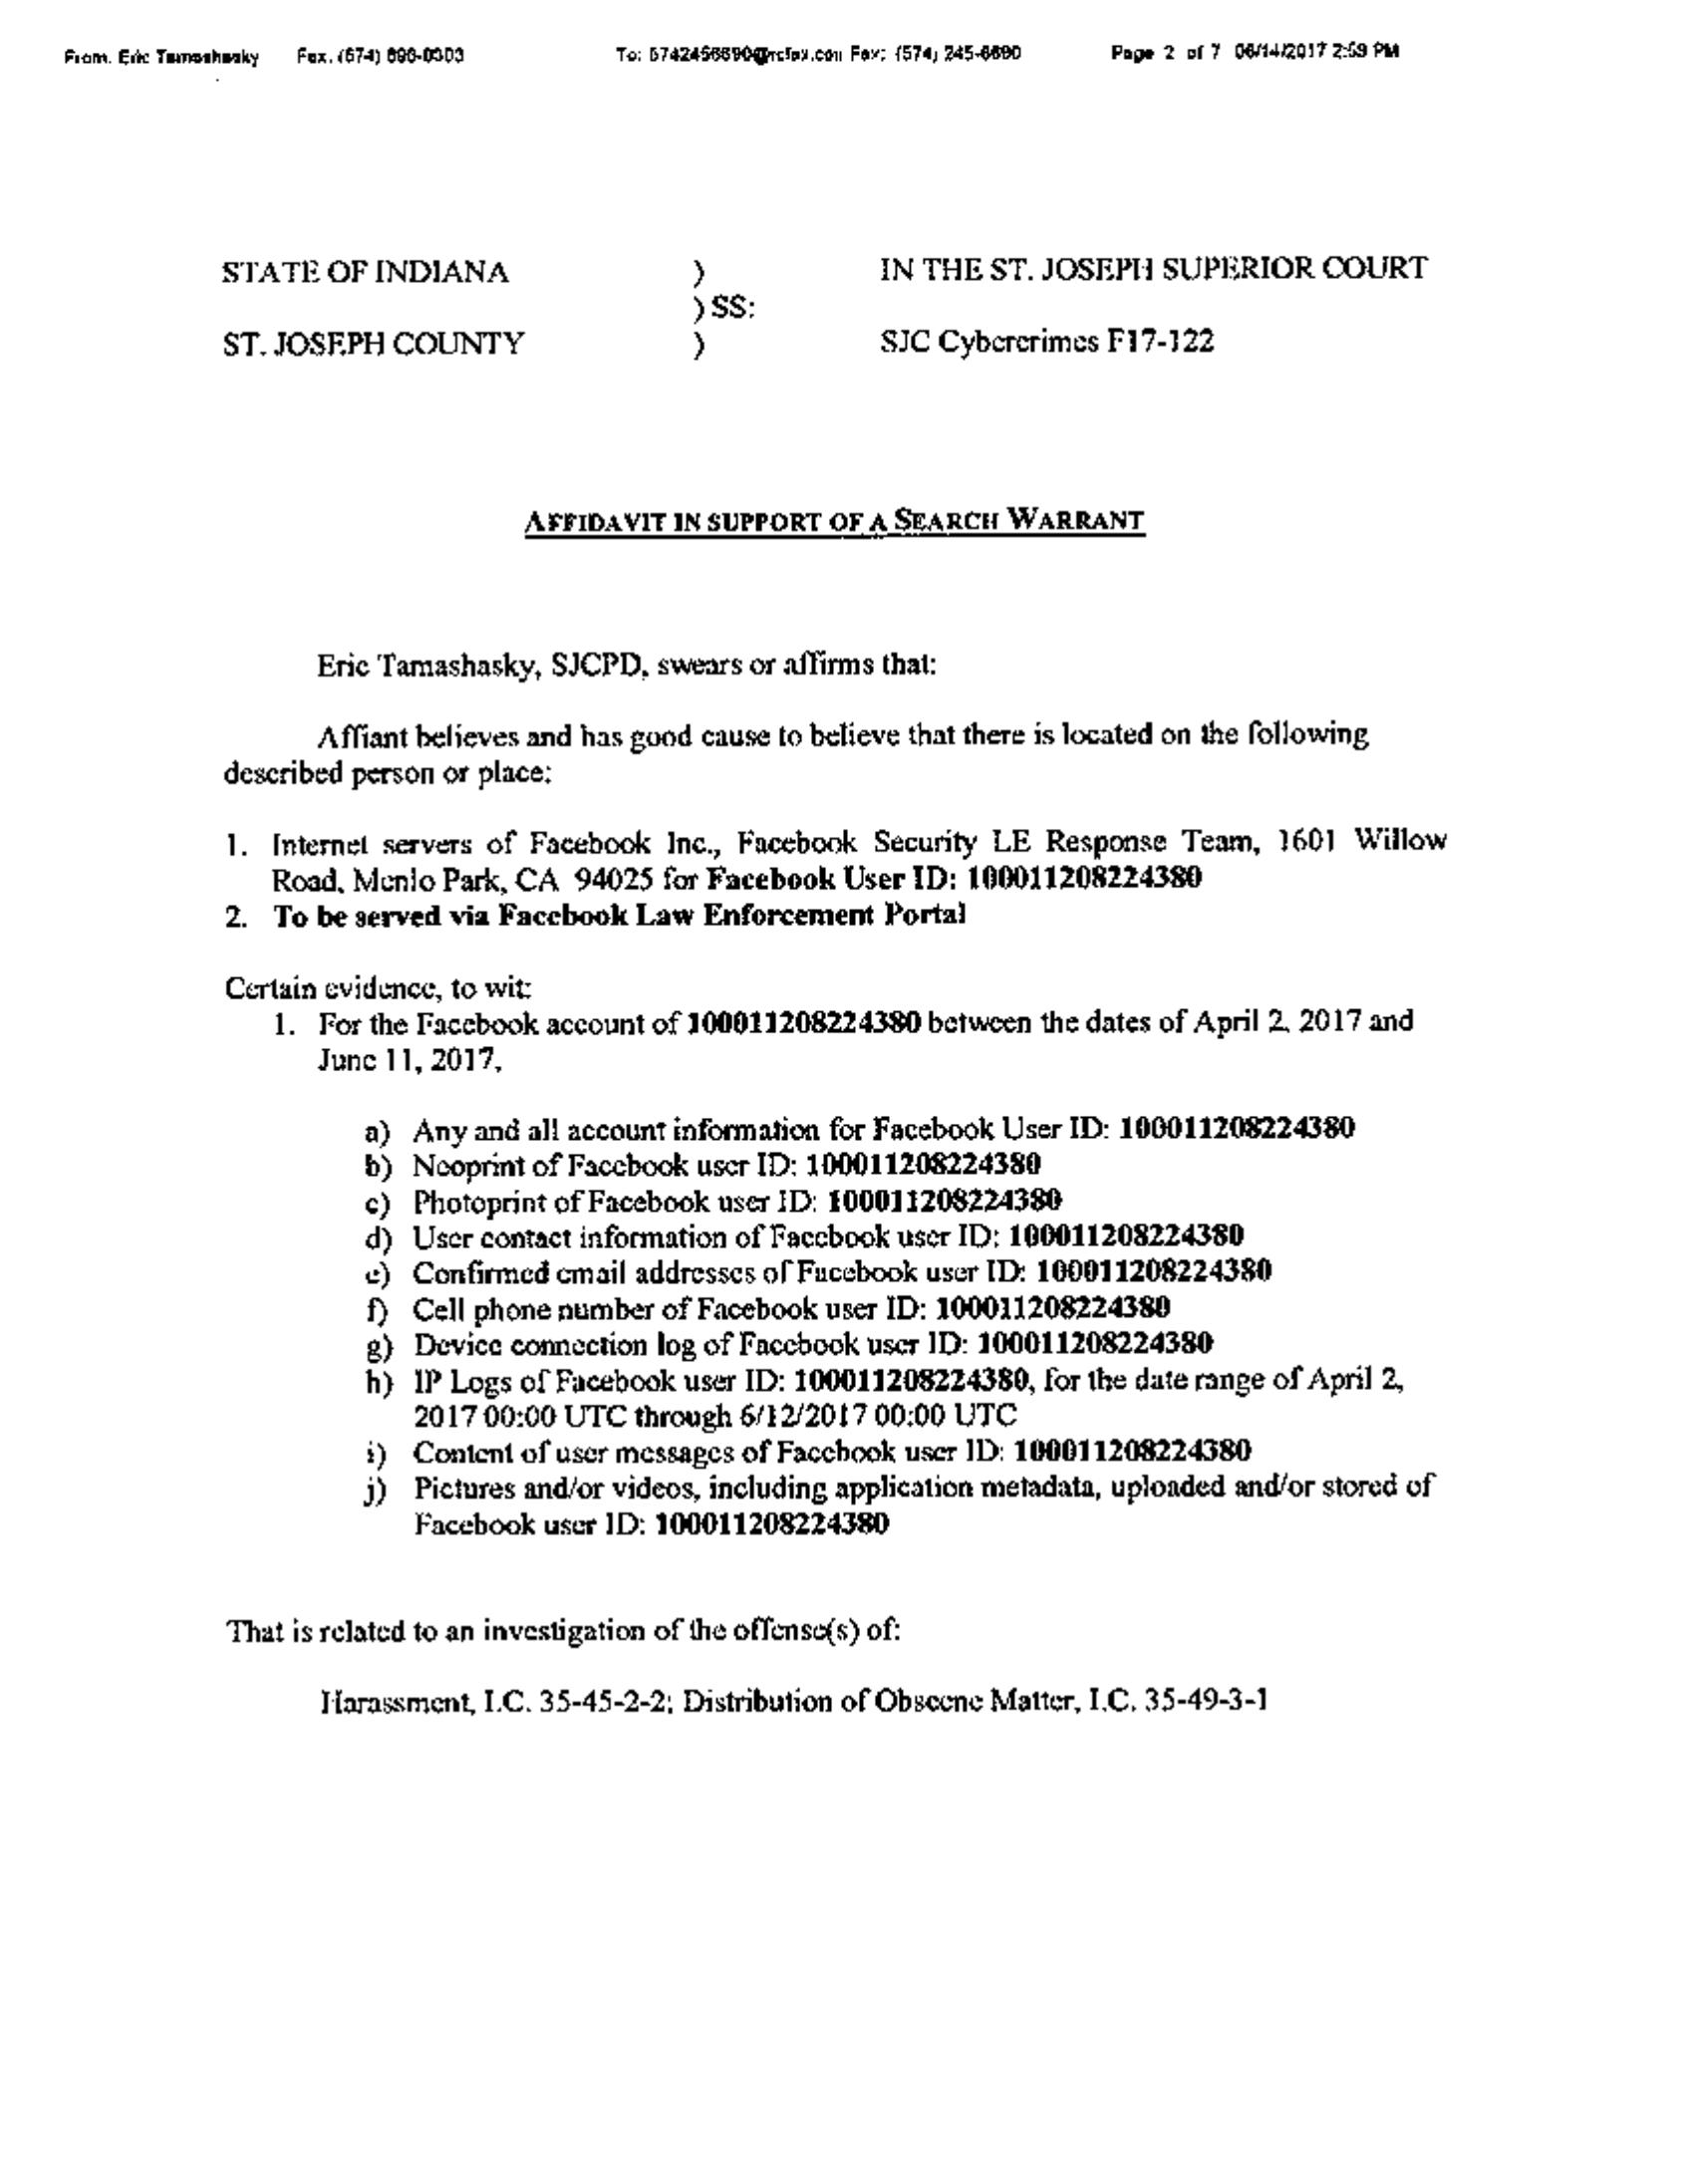 From: Eric Tamashasky Fax: (574) To: Fax: (574) 245-6690 Page 2 of 7 06/14/2017 2:59 PM
STATE OF INDIANA ) IN THE ST. JOSEPH SUPERIOR COURT
) SS:
ST. JOSEPH COUNTY ) SJC Cybercrimes F17-122
AFFIDAVIT IN SUPPORT OF A SEARCH WARRANT
Eric Tamashasky, SJCPD, swears or affirms that:
Affiant believes and has good cause to believe that there is located on the following
described person or place:
1. Internet servers of Facebook Inc., Facebook Security LE Response Team, 1601 Willow
Road, Menlo Park, CA 94025 for Facebook User ID: 100011208224380
2. To be served via Facebook Law Enforcement Portal
Certain evidence, to wit:
1. For the Facebook account of 100011208224380 between the dates of April 2, 2017 and
June 11, 2017,
a) Any and all account information for Facebook User ID: 100011208224380
b) Neoprint of Facebook user ID: 100011208224380
c) Photoprint of Facebook user ID: 100011208224380
d) User contact information of Facebook user ID: 100011208224380
e) Confirmed email addresses of Facebook user ID: 100011208224380
f) Cell phone number of Facebook user ID: 100011208224380
g) Device connection log of Facebook user ID: 100011208224380
h) IP Logs of Facebook user ID: 100011208224380, for the date range of April 2,
2017 00:00 UTC through 6/12/2017 00:00 UTC
i) Content of user messages of Facebook user ID: 100011208224380
j) Pictures and/or videos, including application metadata, uploaded and/or stored of
Facebook user ID: 100011208224380
That is related to an investigation of the offense(s) of:
Harassment, I.C. 35-45-2-2; Distribution of Obscene Matter, I.C. 35-49-3-1